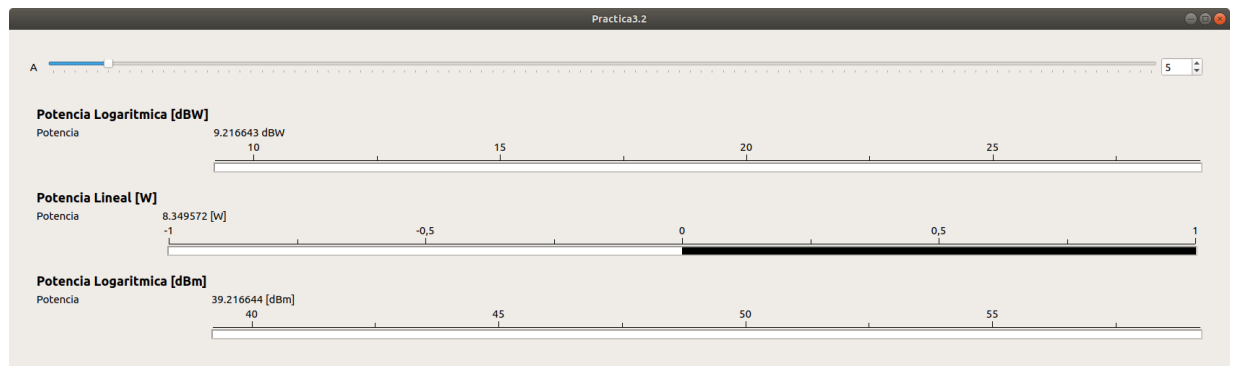 Practica3.2
A 5
Potencia Logaritmica [dBW]
Potencia 9.216643 dBW
10 15 20 25
Potencia Lineal [W]
Potencia 8.349572 [W]
-1 -0,5 0 0,5 1
Potencia Logaritmica [dBm]
Potencia 39.216644 [dBm]
40 45 50 55